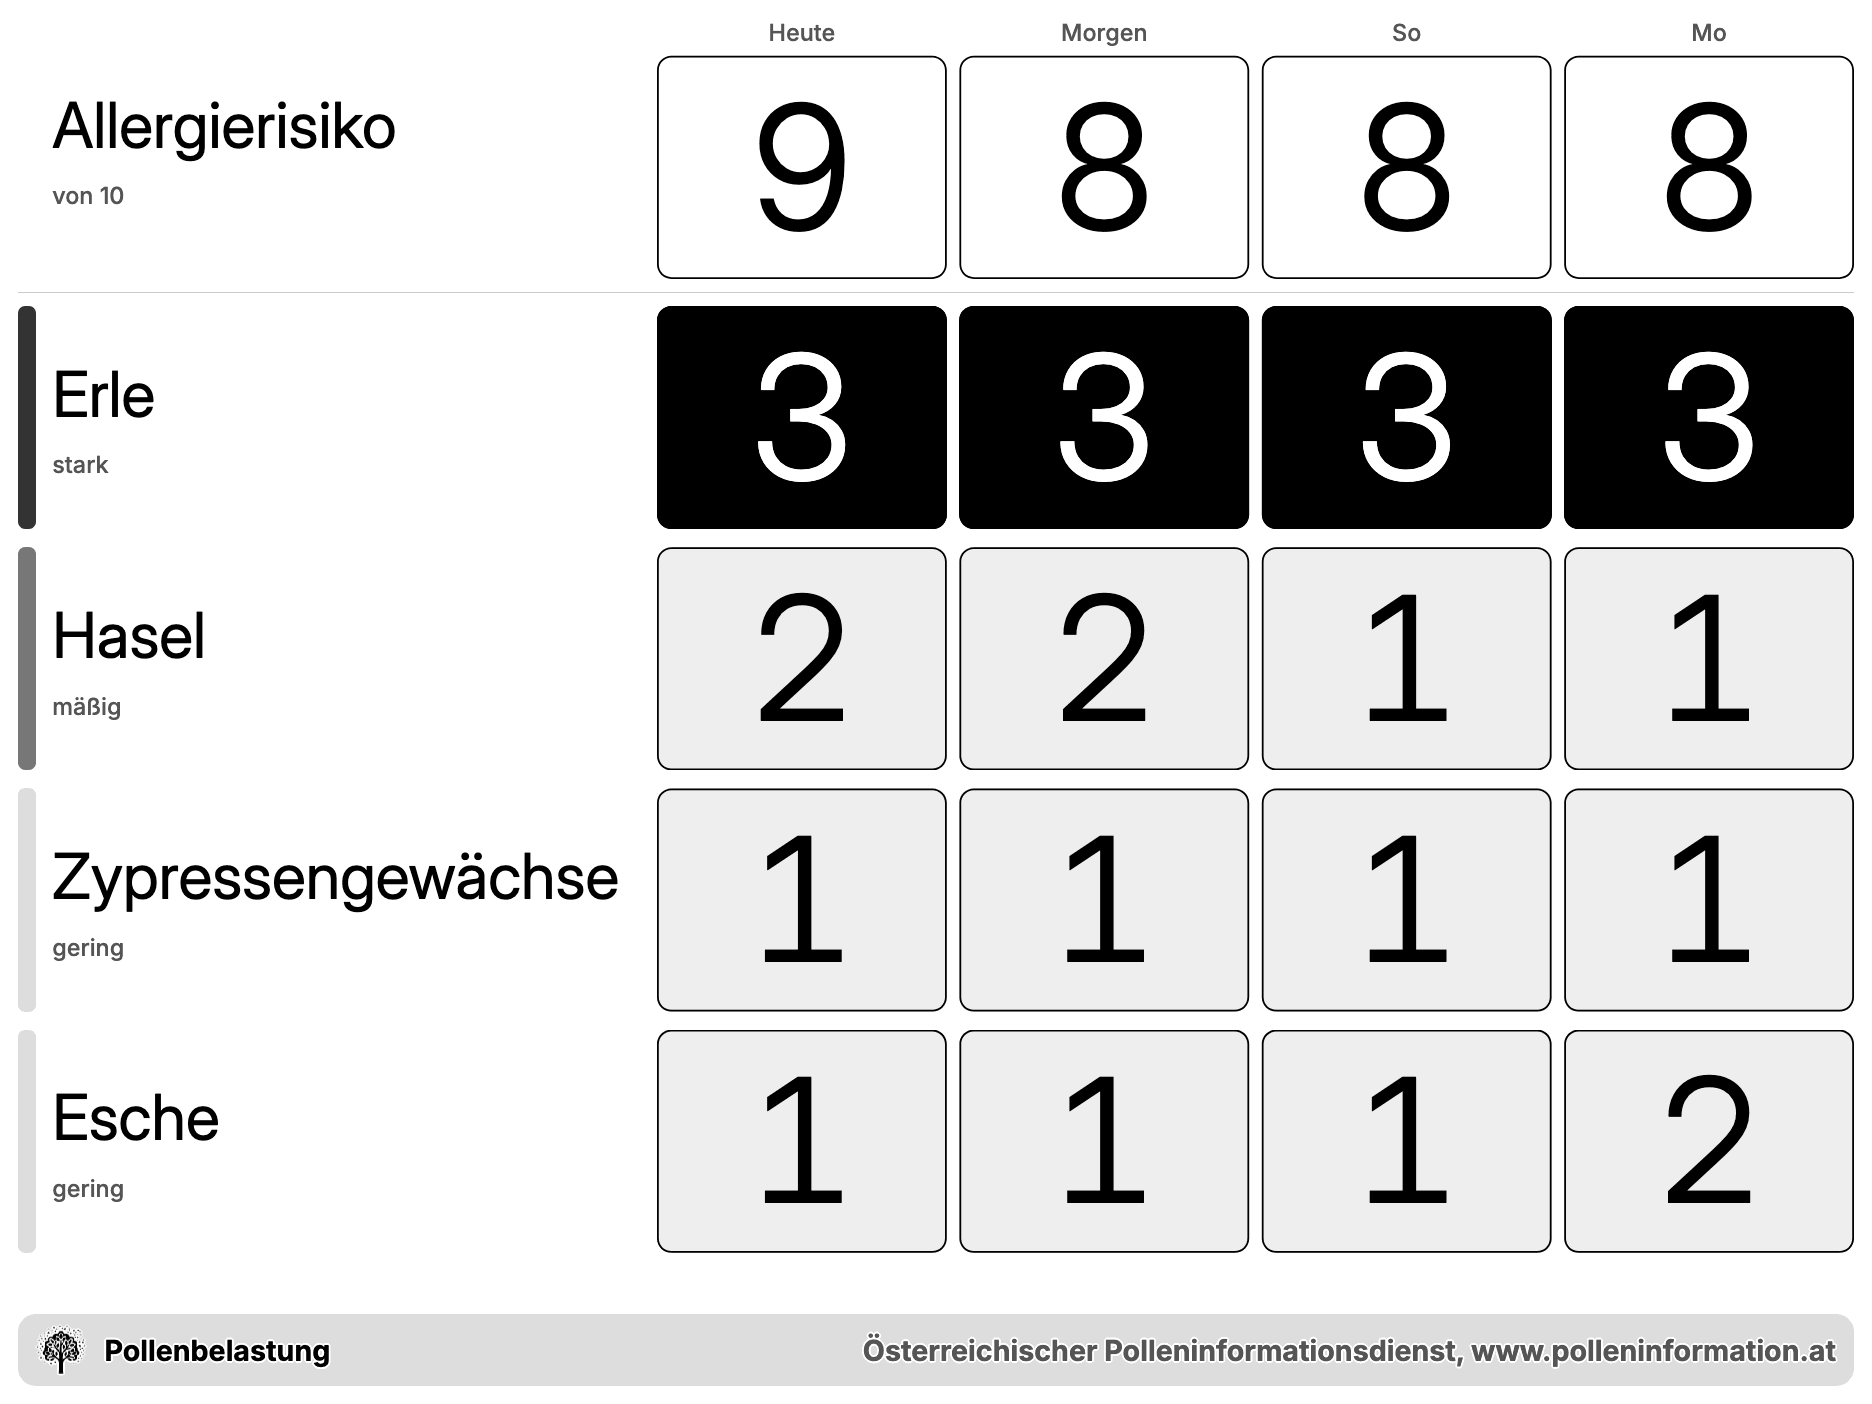 Heute Morgen So Mo
Allergierisiko
von 10
9 8 8 8
Erle
stark
3 3 3 3
Hasel
mäßig
2 2 1 1
Zypressengewächse
gering
1 1 1 1
Esche
gering
1 1 1 2
Pollenbelastung
Österreichischer Polleninformationsdienst, www.polleninformation.at